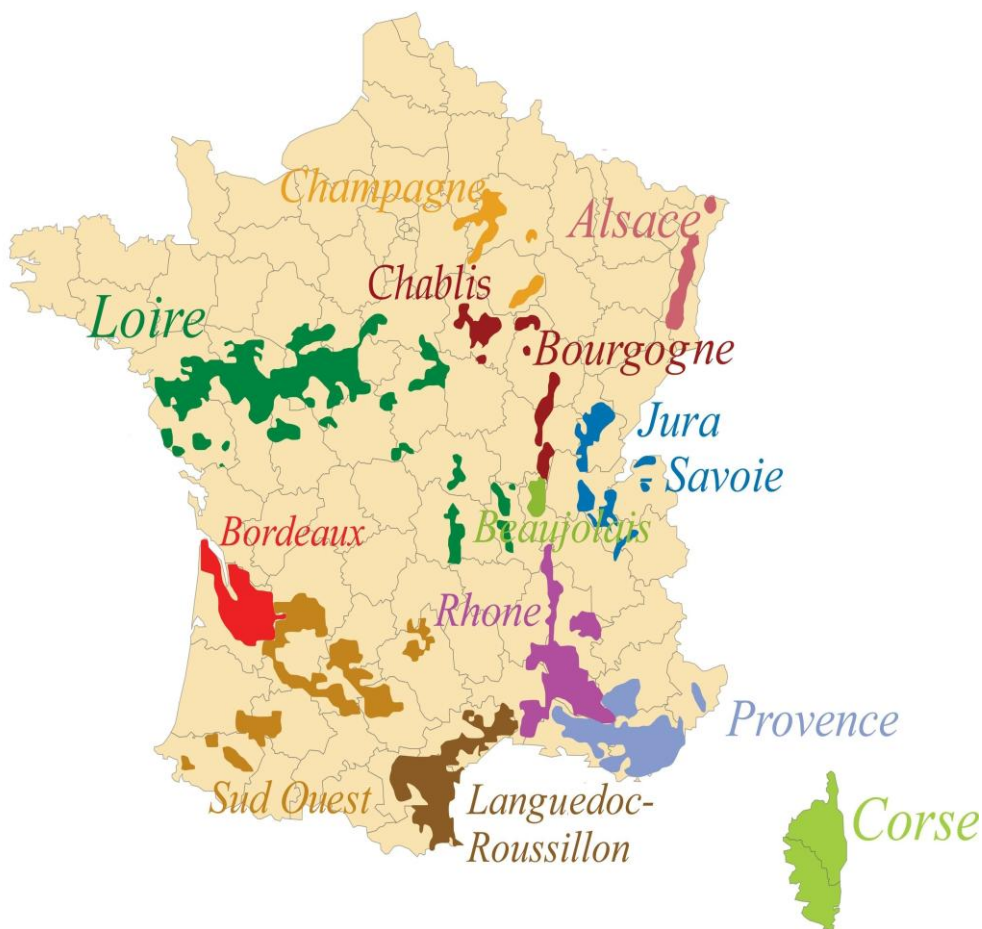 Champagne
Alsace
Chablis
Loire
Bourgogne
Jura
Savoie
Bordeaux
Beaujolais
Rhone
Provence
Sud Ouest
Languedoc-
Roussillon
Corse